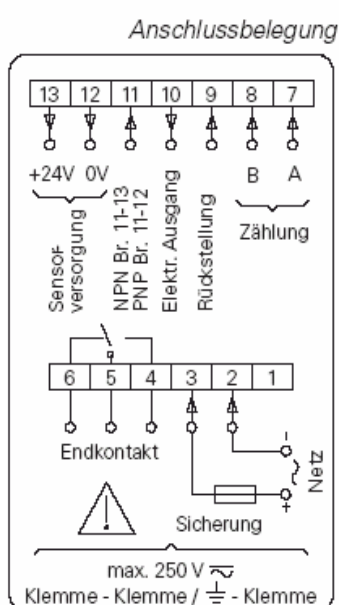 Anschlussbelegung
13 12 11 10 9 8 7
+24V 0V
Sensor-
versorgung
NPN Br. 11-13
PNP Br. 11-12
Elektr. Ausgang
Rückstellung
B A
Zählung
6 5 4 3 2 1
Endkontakt
-
+
Netz
Sicherung
max. 250 V
Klemme - Klemme / ⏚ - Klemme